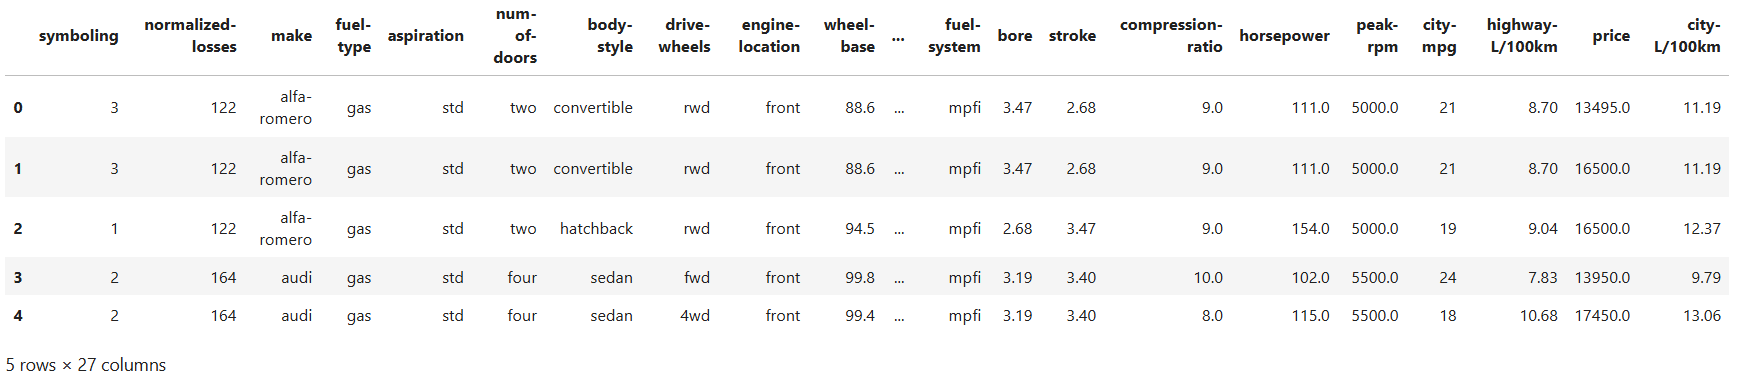 symboling normalized-losses make fuel-type aspiration num-of-doors body-style drive-wheels engine-location wheel-base ... fuel-system bore stroke compression-ratio horsepower peak-rpm city-mpg highway-L/100km price city-L/100km
0 3 122 alfa-romero gas std two convertible rwd front 88.6 ... mpfi 3.47 2.68 9.0 111.0 5000.0 21 8.70 13495.0 11.19
1 3 122 alfa-romero gas std two convertible rwd front 88.6 ... mpfi 3.47 2.68 9.0 111.0 5000.0 21 8.70 16500.0 11.19
2 1 122 alfa-romero gas std two hatchback rwd front 94.5 ... mpfi 2.68 3.47 9.0 154.0 5000.0 19 9.04 16500.0 12.37
3 2 164 audi gas std four sedan fwd front 99.8 ... mpfi 3.19 3.40 10.0 102.0 5500.0 24 7.83 13950.0 9.79
4 2 164 audi gas std four sedan 4wd front 99.4 ... mpfi 3.19 3.40 8.0 115.0 5500.0 18 10.68 17450.0 13.06
5 rows × 27 columns